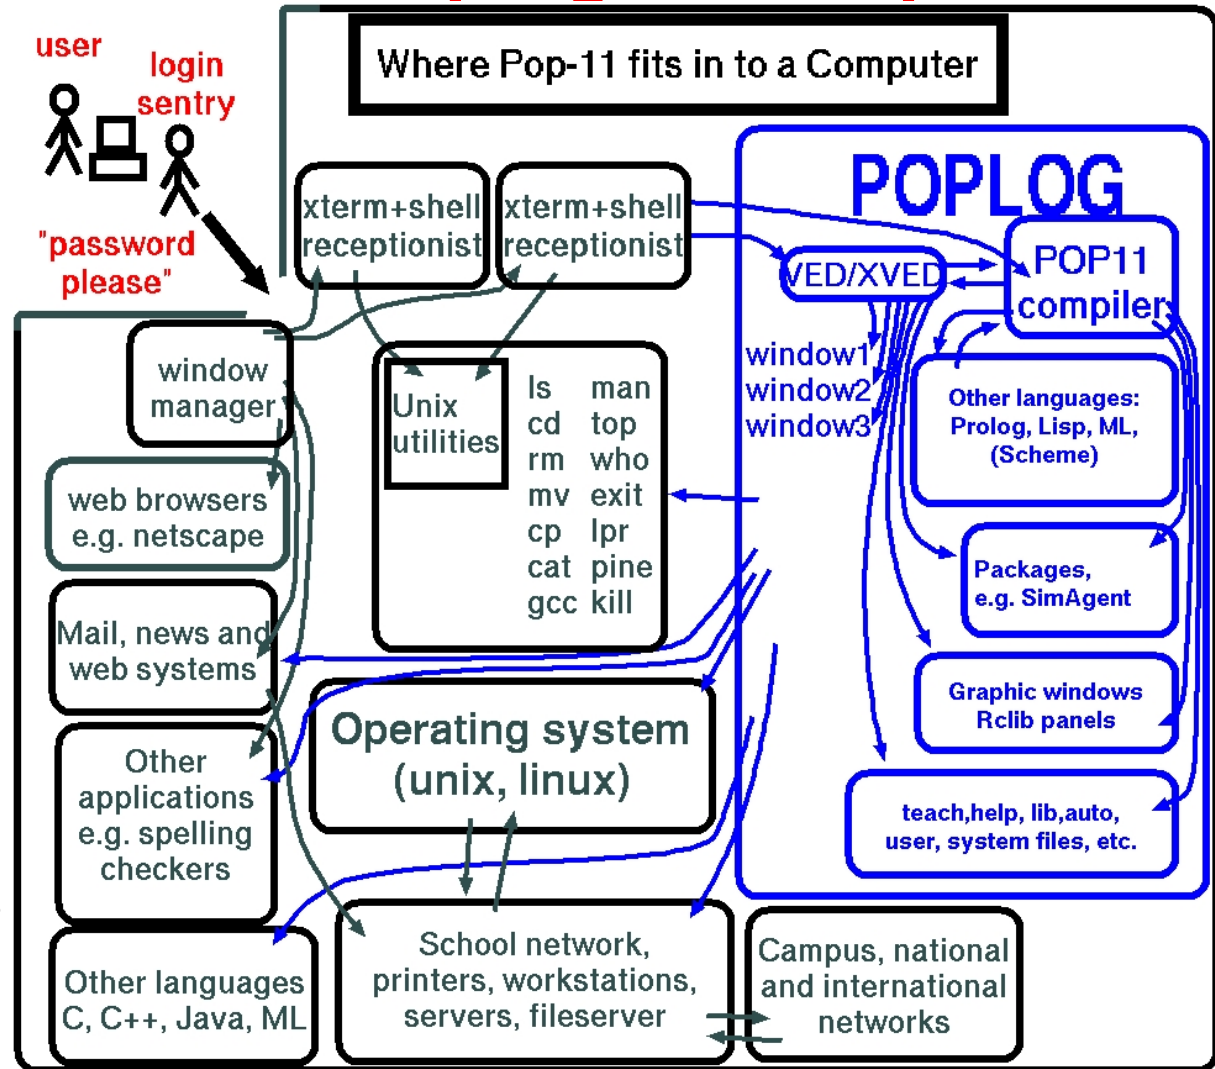 Where Pop-11 fits in to a Computer
user
login
sentry
"password
please"
xterm+shell
receptionist
xterm+shell
receptionist
POPLOG
VED/XVED
POP11
compiler
window1
window2
window3
Other languages:
Prolog, Lisp, ML,
(Scheme)
Packages,
e.g. SimAgent
Graphic windows
Rclib panels
teach,help, lib,auto,
user, system files, etc.
window
manager
Unix
utilities
ls man
cd top
rm who
mv exit
cp lpr
cat pine
gcc kill
web browsers
e.g. netscape
Mail, news and
web systems
Other
applications
e.g. spelling
checkers
Other languages
C, C++, Java, ML
Operating system
(unix, linux)
School network,
printers, workstations,
servers, fileserver
Campus, national
and international
networks